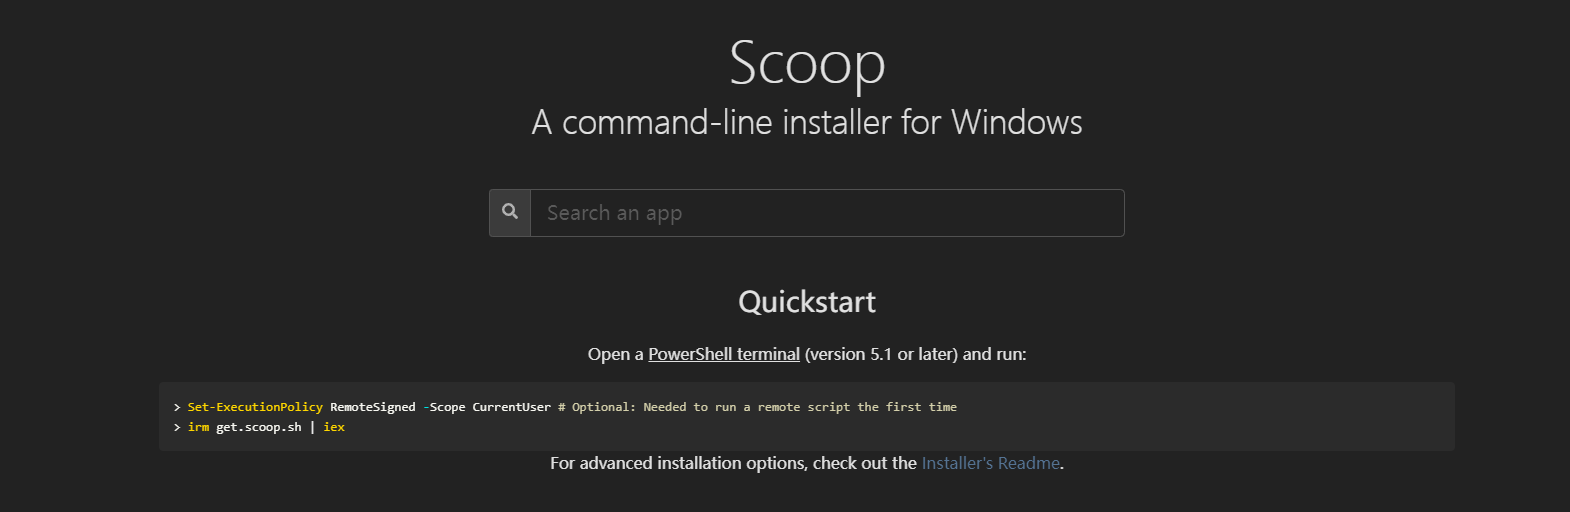 Scoop
A command-line installer for Windows
Search an app
Quickstart
Open a PowerShell terminal (version 5.1 or later) and run:
> Set-ExecutionPolicy RemoteSigned -Scope CurrentUser # Optional: Needed to run a remote script the first time
> irm get.scoop.sh | iex
For advanced installation options, check out the Installer's Readme.